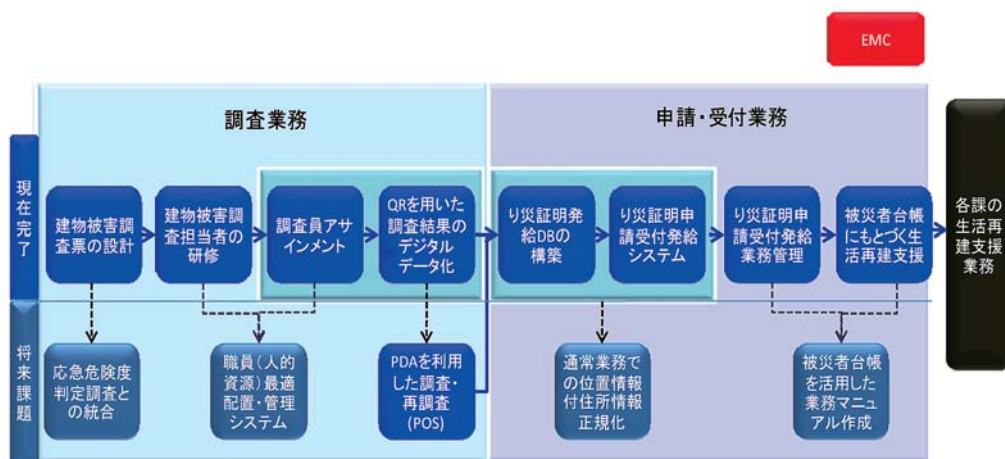 EMC
調査業務
申請・受付業務
現在完了
建物被害調
査票の設計
建物被害調
査担当者の
研修
調査員アサ
インメント
QRを用いた
調査結果の
デジタル
データ化
り災証明発
給DBの
構築
り災証明申
請受付発給
システム
り災証明申
請受付発給
業務管理
被災者台帳
にもとづく生
活再建支援
各課の
生活再
建支援
業務
将来課題
応急危険度
判定調査と
の統合
職員(人的
資源)最適
配置・管理
システム
PDAを利用
した調査・
再調査
(POS)
通常業務で
の位置情報
付住所情報
正規化
被災者台帳
を活用した
業務マニュ
アル作成